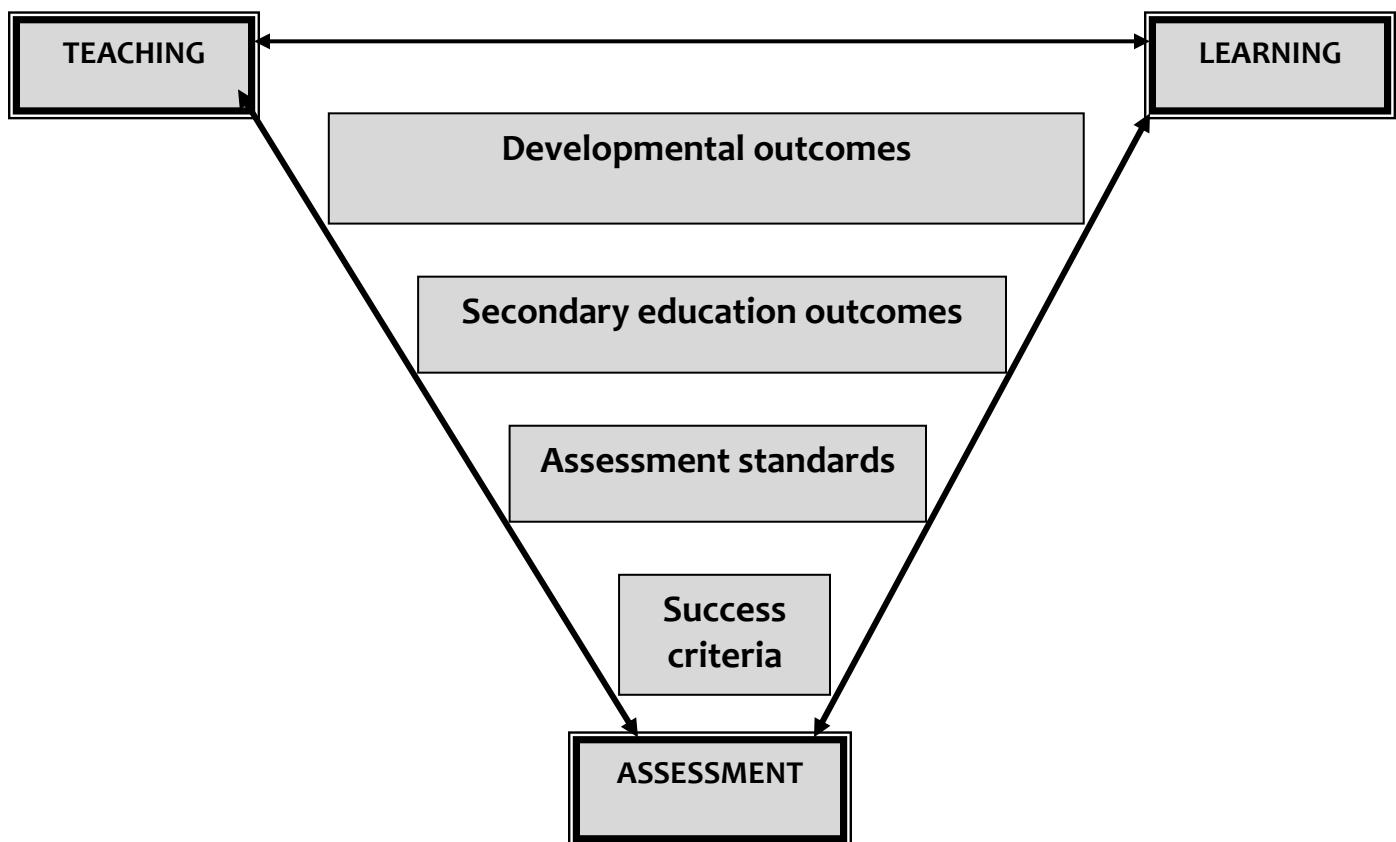 TEACHING
LEARNING
Developmental outcomes
Secondary education outcomes
Assessment standards
Success
criteria
ASSESSMENT